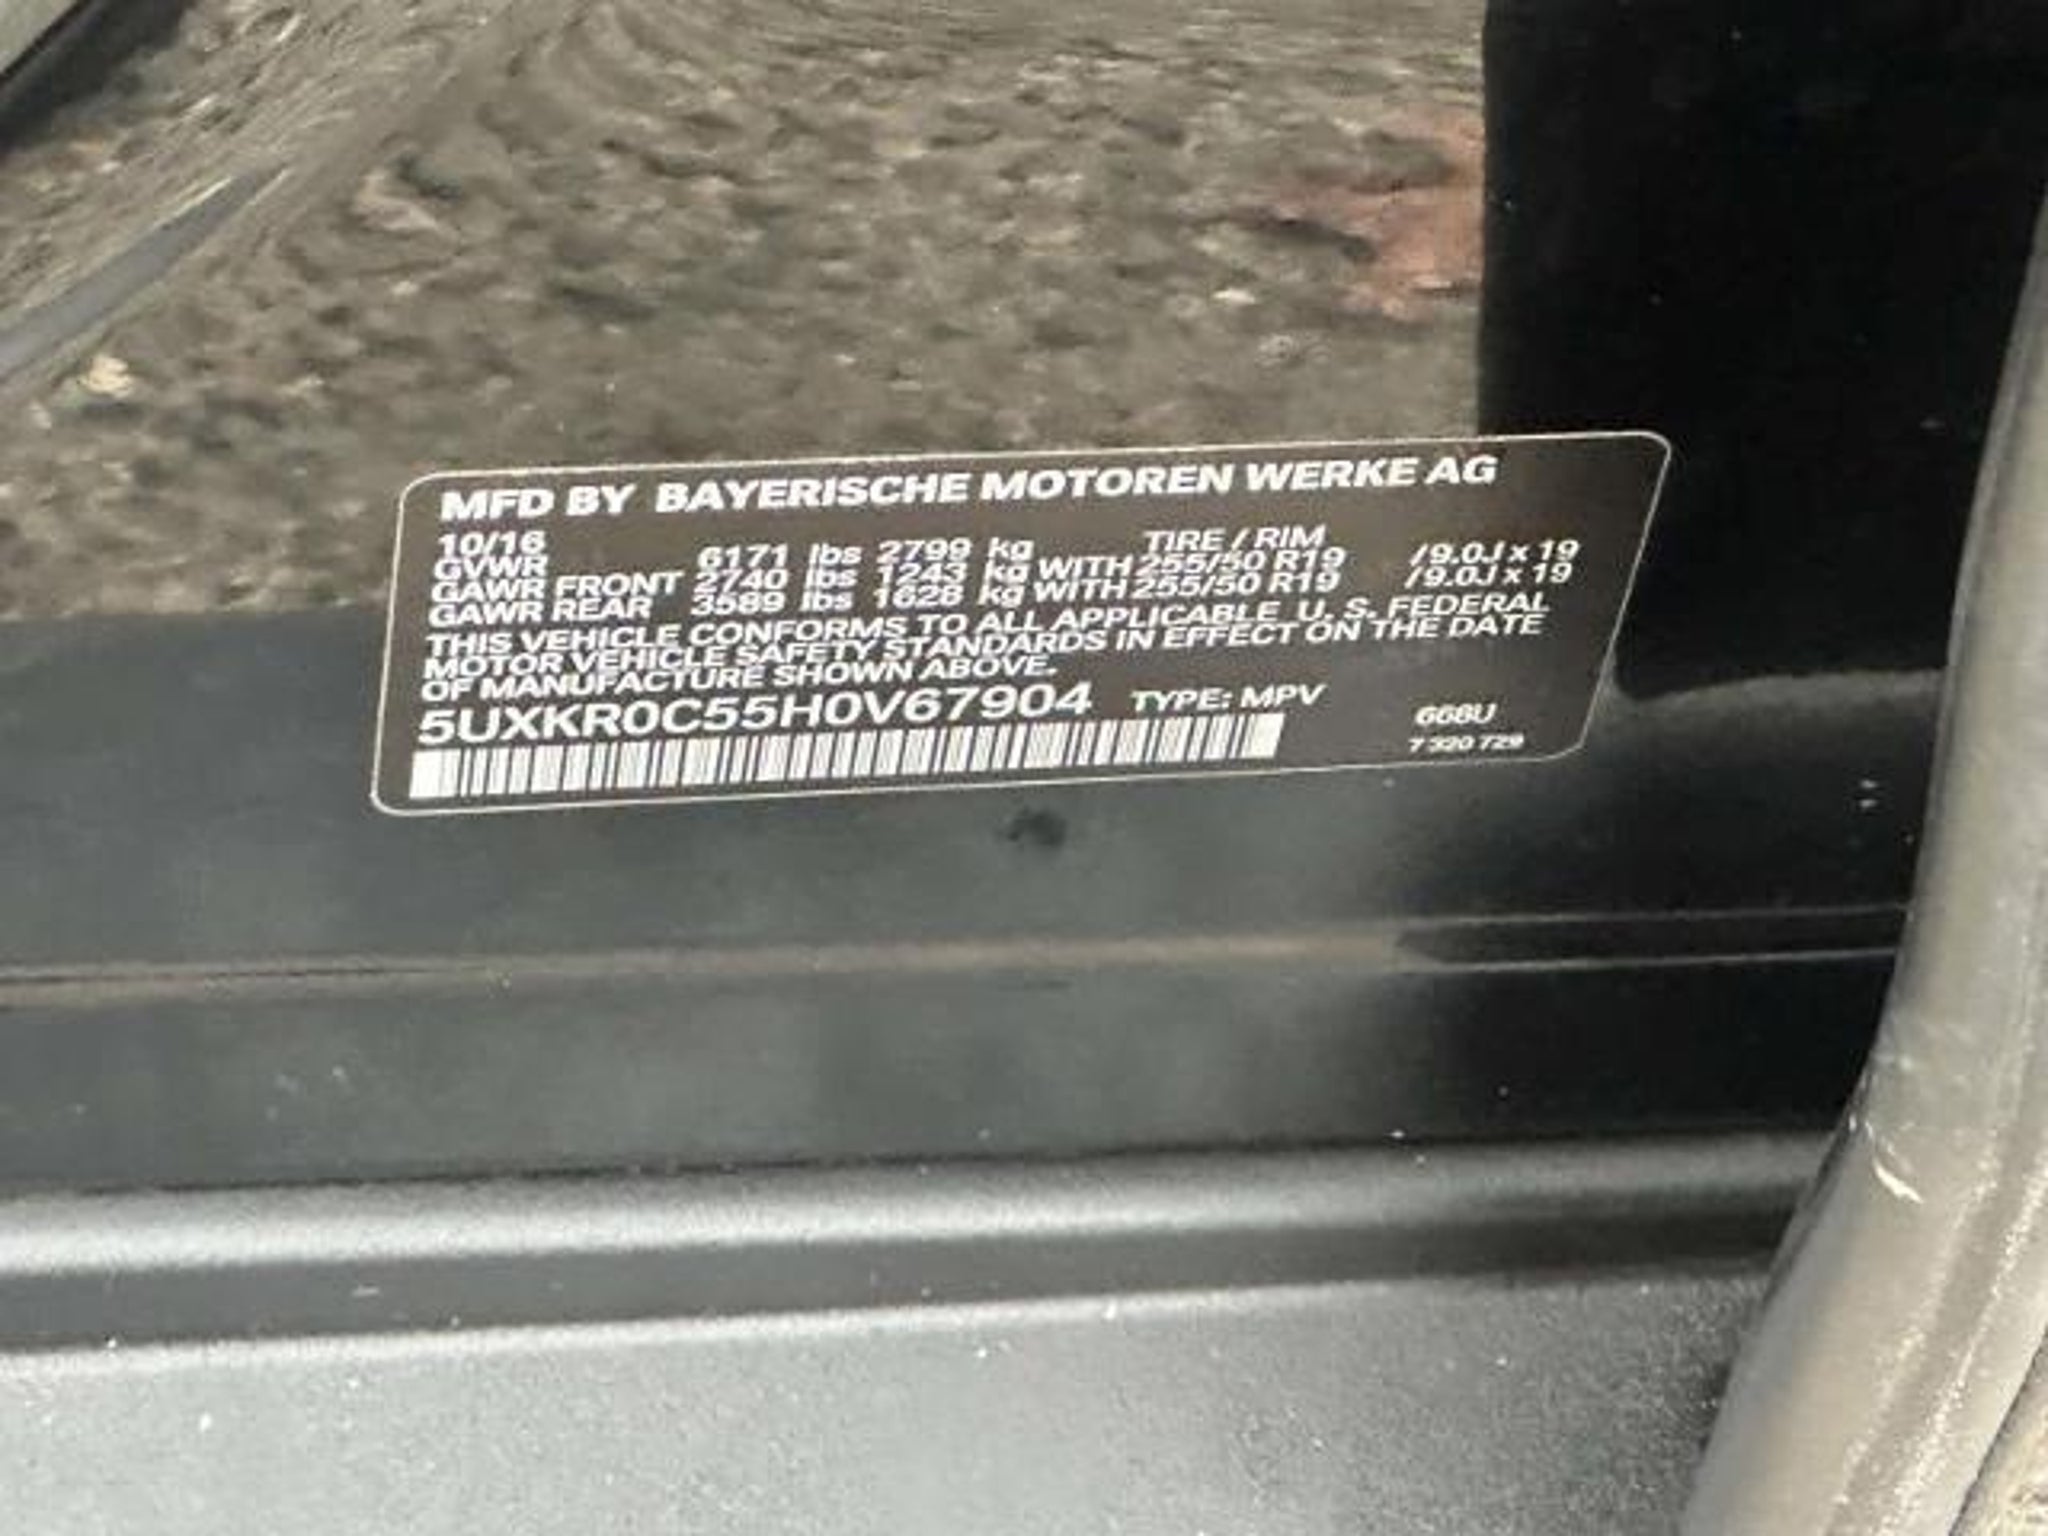 MFD BY BAYERISCHE MOTOREN WERKE AG
10/16 TIRE / RIM
GVWR 6171 lbs 2799 kg
GAWR FRONT 2740 lbs 1243 kg WITH 255/50 R19 / 9.0J x 19
GAWR REAR 3589 lbs 1628 kg WITH 255/50 R19 / 9.0J x 19
THIS VEHICLE CONFORMS TO ALL APPLICABLE U. S. FEDERAL
MOTOR VEHICLE SAFETY STANDARDS IN EFFECT ON THE DATE
OF MANUFACTURE SHOWN ABOVE.
5UXKR0C55H0V67904 TYPE: MPV 668U
7 320 729